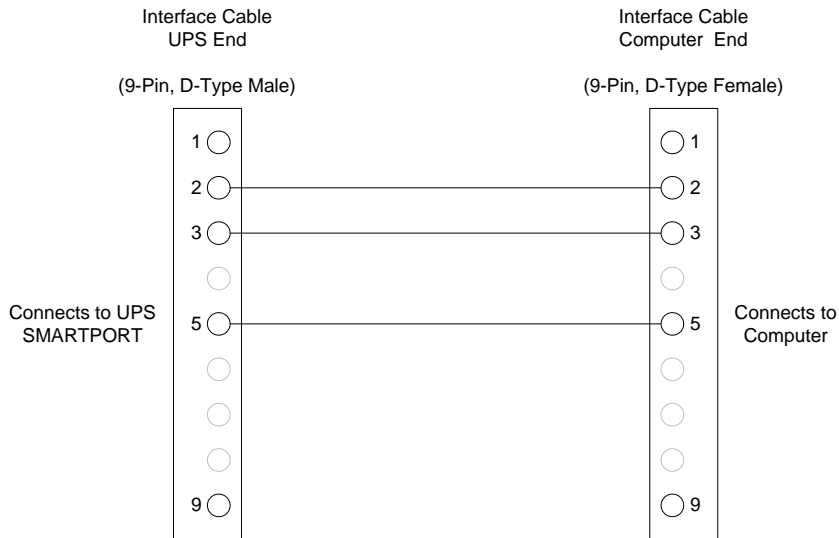 Interface Cable
UPS End
(9-Pin, D-Type Male)
1
2
3
5
9
Connects to UPS
SMARTPORT
Interface Cable
Computer End
(9-Pin, D-Type Female)
1
2
3
5
9
Connects to
Computer